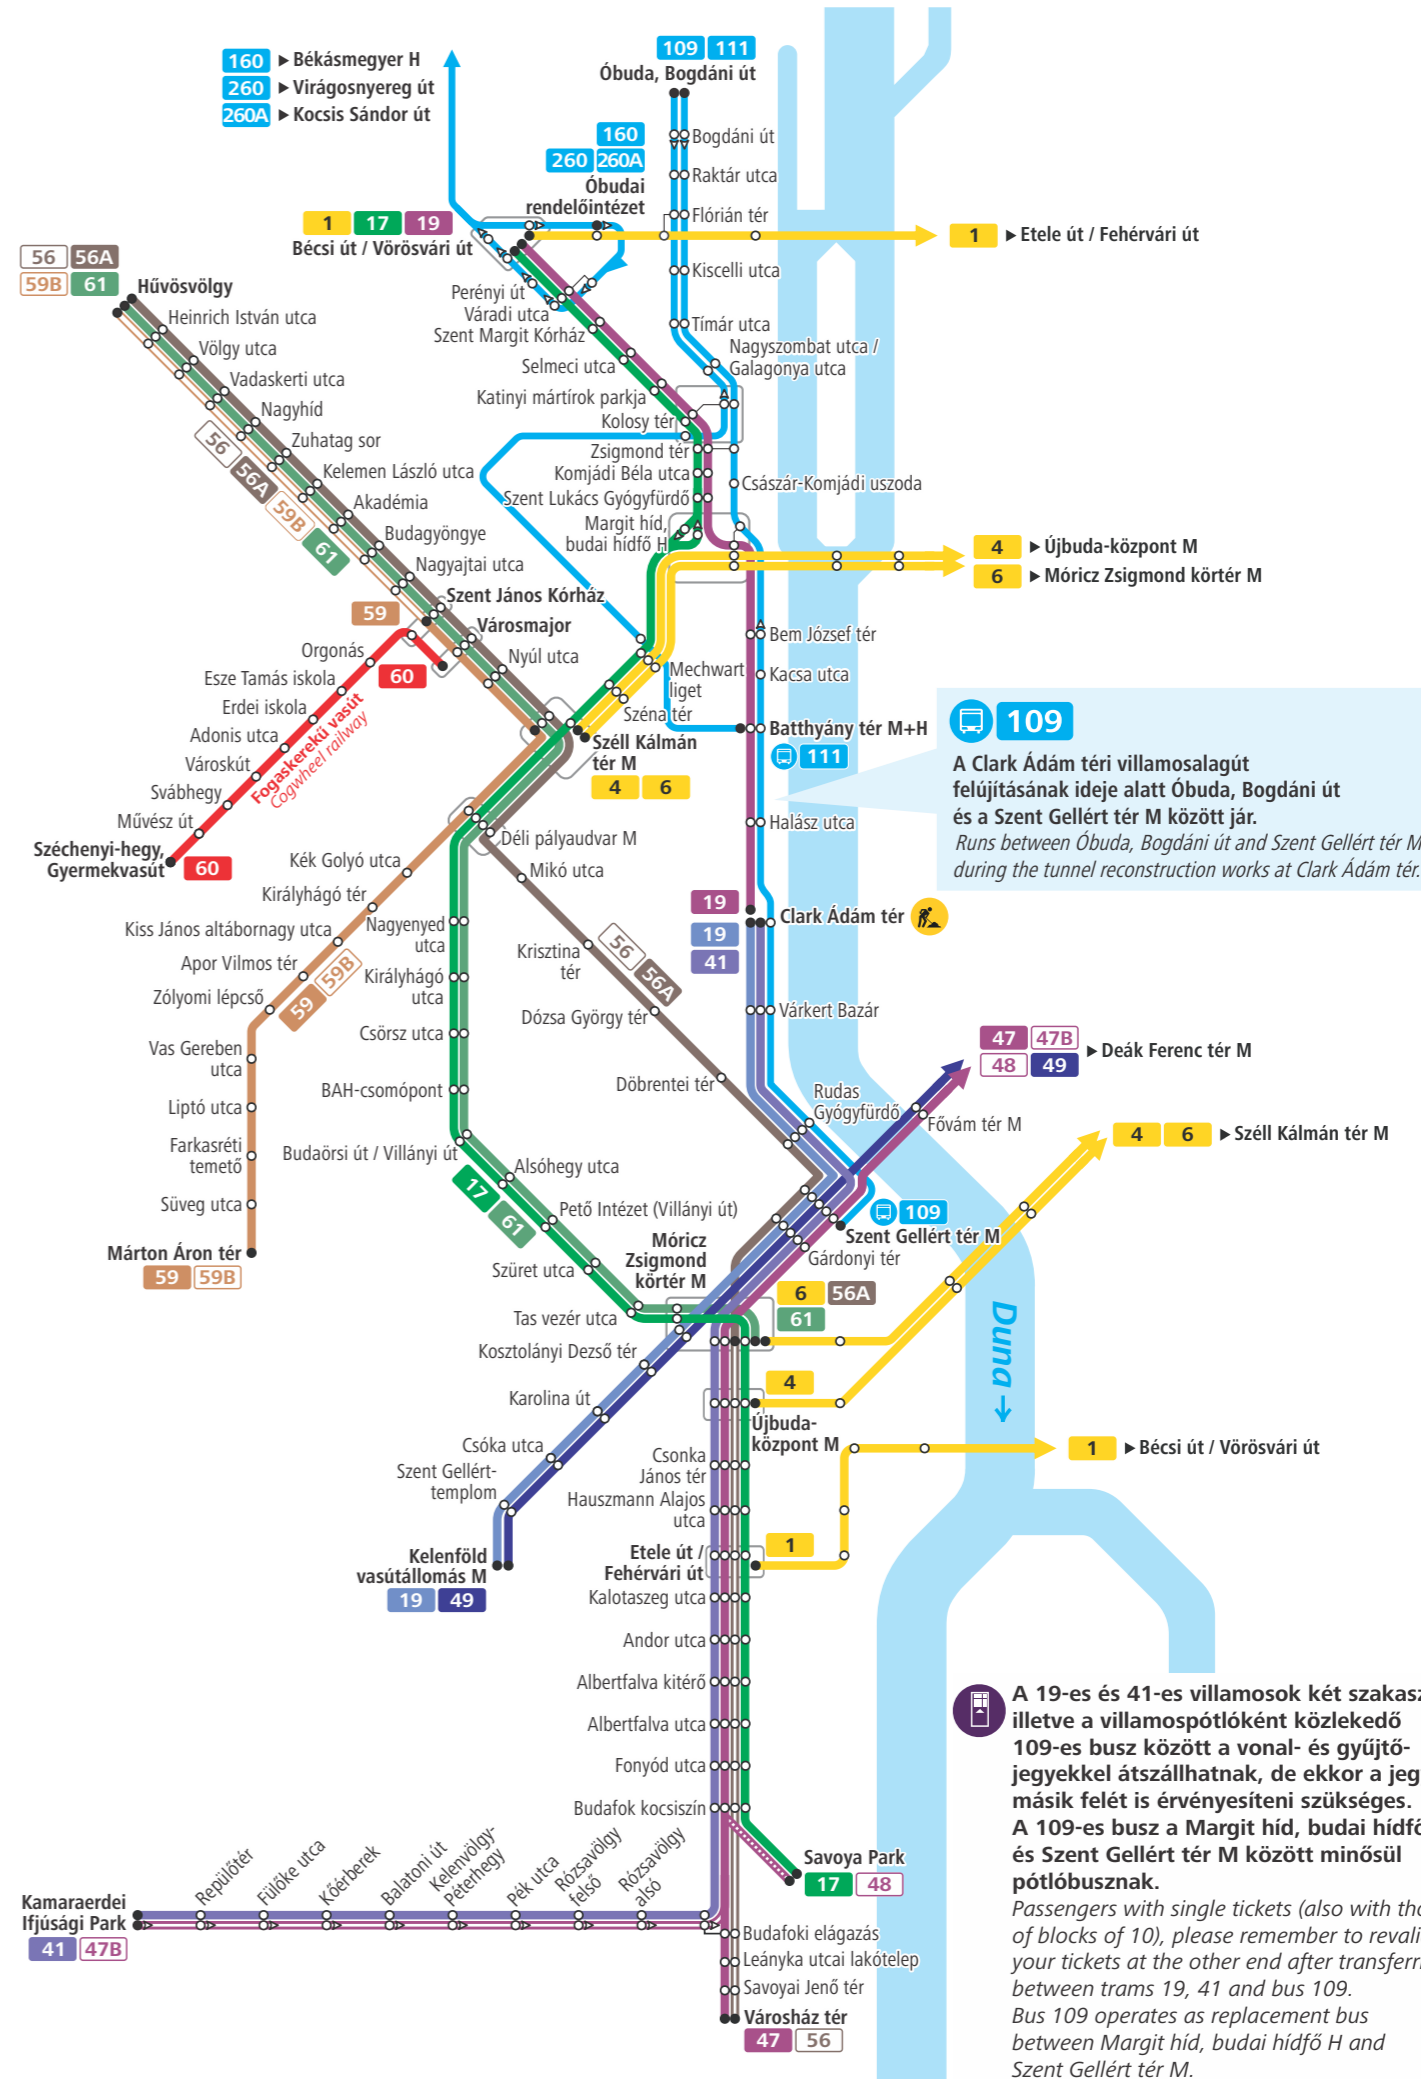 160 ▸ Békásmegyer H
260 ▸ Virágosnyereg út
260A ▸ Kocsis Sándor út
109 111
Óbuda, Bogdáni út
160
260 260A
Óbudai
rendelőintézet
Bogdáni út
Raktár utca
Flórián tér
Kiscelli utca
Tímár utca
Nagyszombat utca /
Galagonya utca
1 17 19
Bécsi út / Vörösvári út
1 ▸ Etele út / Fehérvári út
56 56A
59B 61
Hűvösvölgy
Heinrich István utca
Völgy utca
Vadaskerti utca
Nagyhíd
Zuhatag sor
Kelemen László utca
Akadémia
Budagyöngye
Nagyajtai utca
Szent János Kórház
Városmajor
Nyúl utca
56 56A 59B 61
59
Perényi út
Váradi utca
Szent Margit Kórház
Selmeci utca
Katinyi mártírok parkja
Kolosy tér
Zsigmond tér
Komjádi Béla utca
Szent Lukács Gyógyfürdő
Margit híd,
budai hídfő H
Császár-Komjádi uszoda
4 ▸ Újbuda-központ M
6 ▸ Móricz Zsigmond körtér M
Bem József tér
Kacsa utca
Batthyány tér M+H
111
Halász utca
Mechwart
liget
Széna tér
Széll Kálmán
tér M
4 6
60
Orgonás
Esze Tamás iskola
Erdei iskola
Adonis utca
Városkút
Svábhegy
Művész út
Széchenyi-hegy,
Gyermekvasút
60
Fogaskerekű vasút
Cogwheel railway
109
A Clark Ádám téri villamosalagút
felújításának ideje alatt Óbuda, Bogdáni út
és a Szent Gellért tér M között jár.
Runs between Óbuda, Bogdáni út and Szent Gellért tér M
during the tunnel reconstruction works at Clark Ádám tér.
Déli pályaudvar M
Mikó utca
Krisztina
tér
Dózsa György tér
Döbrentei tér
56 56A
Kék Golyó utca
Királyhágó tér
Kiss János altábornagy utca
Apor Vilmos tér
Zólyomi lépcső
59 59B
Vas Gereben
utca
Liptó utca
Farkasréti
temető
Süveg utca
Márton Áron tér
59 59B
Nagyenyed
utca
Királyhágó
utca
Csörsz utca
BAH-csomópont
Budaörsi út / Villányi út
17 61
Alsóhegy utca
Pető Intézet (Villányi út)
Szüret utca
Tas vezér utca
19
19
41
Clark Ádám tér
Várkert Bazár
Rudas
Gyógyfürdő
47 47B
48 49
▸ Deák Ferenc tér M
Fővám tér M
4 6 ▸ Széll Kálmán tér M
109
Szent Gellért tér M
Gárdonyi tér
Móricz
Zsigmond
körtér M
6 56A
61
Kosztolányi Dezső tér
Karolina út
Csóka utca
Szent Gellért-
templom
Kelenföld
vasútállomás M
19 49
4
Újbuda-
központ M
Duna →
1 ▸ Bécsi út / Vörösvári út
Csonka
János tér
Hauszmann Alajos
utca
1
Etele út /
Fehérvári út
Kalotaszeg utca
Andor utca
Albertfalva kitérő
Albertfalva utca
Fonyód utca
Budafok kocsiszín
Savoya Park
17 48
Kamaraerdei
Ifjúsági Park
41 47B
Repülőtér
Fülőke utca
Kőérberek
Balatoni út
Kelenvölgy-
Péterhegy
Pék utca
Rózsavölgy
felső
Rózsavölgy
alsó
Budafoki elágazás
Leányka utcai lakótelep
Savoyai Jenő tér
Városház tér
47 56
A 19-es és 41-es villamosok két szakasz
illetve a villamospótlóként közlekedő
109-es busz között a vonal- és gyűjtő-
jegyekkel átszállhatnak, de ekkor a jeg
másik felét is érvényesíteni szükséges.
A 109-es busz a Margit híd, budai hídfő
és Szent Gellért tér M között minősül
pótlóbusznak.
Passengers with single tickets (also with tho
of blocks of 10), please remember to revali
your tickets at the other end after transferr
between trams 19, 41 and bus 109.
Bus 109 operates as replacement bus
between Margit híd, budai hídfő H and
Szent Gellért tér M.